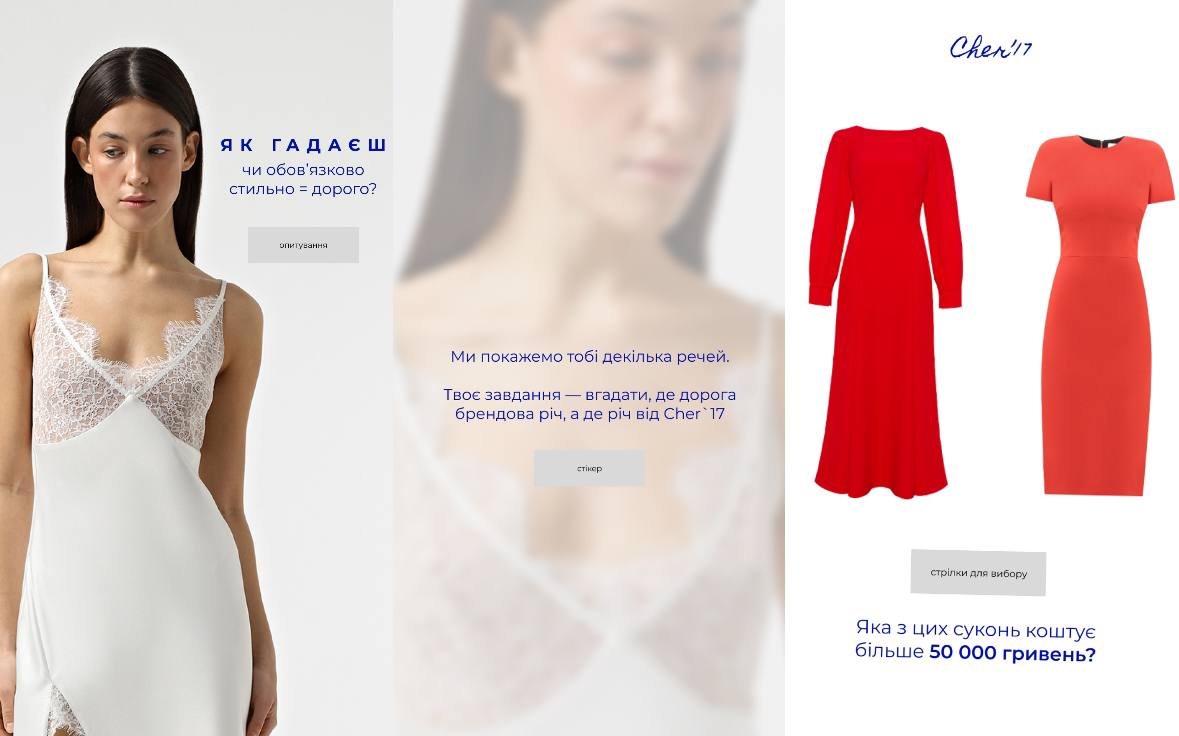 ЯК ГАДАЄШ
чи обов'язково
стильно = дорого?
опитування
Ми покажемо тобі декілька речей.
Твоє завдання — вгадати, де дорога
брендова річ, а де річ від Cher`17
стікер
Cher'17
стрілки для вибору
Яка з цих суконь коштує
більше 50 000 гривень?